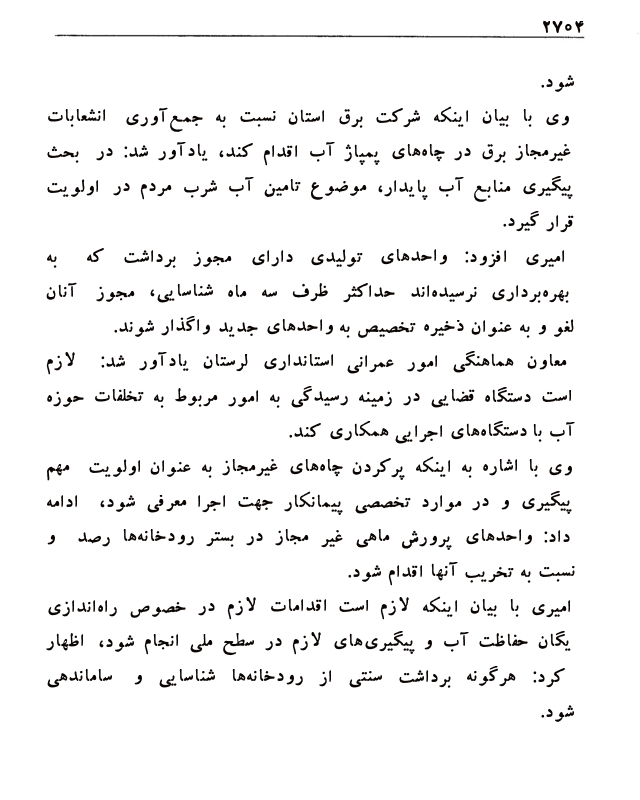 ۲۷۰۴
شود.
وی با بیان اینکه شرکت برق استان نسبت به جمع‌آوری انشعابات
غیرمجاز برق در چاه‌های پمپاژ آب اقدام کند، یادآور شد: در بحث
پیگیری منابع آب پایدار، موضوع تامین آب شرب مردم در اولویت
قرار گیرد.
امیری افزود: واحدهای تولیدی دارای مجوز برداشت که به
بهره‌برداری نرسیده‌اند حداکثر ظرف سه ماه شناسایی، مجوز آنان
لغو و به عنوان ذخیره تخصیص به واحدهای جدید واگذار شوند.
معاون هماهنگی امور عمرانی استانداری لرستان یادآور شد: لازم
است دستگاه قضایی در زمینه رسیدگی به امور مربوط به تخلفات حوزه
آب با دستگاه‌های اجرایی همکاری کند.
وی با اشاره به اینکه پرکردن چاه‌های غیرمجاز به عنوان اولویت مهم
پیگیری و در موارد تخصصی پیمانکار جهت اجرا معرفی شود، ادامه
داد: واحدهای پرورش ماهی غیر مجاز در بستر رودخانه‌ها رصد و
نسبت به تخریب آنها اقدام شود.
امیری با بیان اینکه لازم است اقدامات لازم در خصوص راه‌اندازی
یگان حفاظت آب و پیگیری‌های لازم در سطح ملی انجام شود، اظهار
کرد: هرگونه برداشت سنتی از رودخانه‌ها شناسایی و ساماندهی
شود.